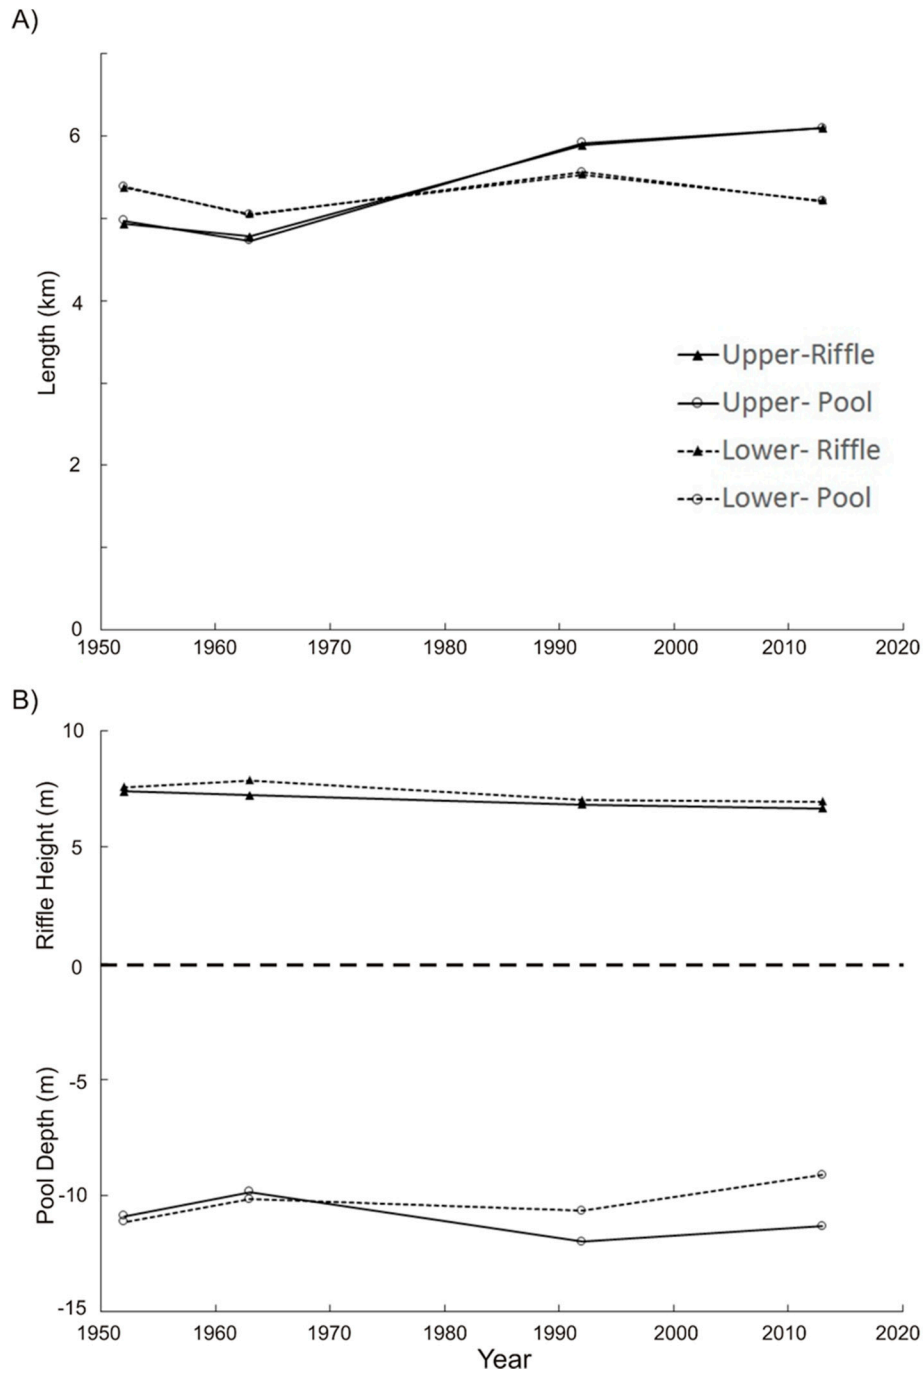 A)
6
4
2
0
Length (km)
Upper-Riffle
Upper- Pool
Lower- Riffle
Lower- Pool
1950 1960 1970 1980 1990 2000 2010 2020
B)
10
5
0
-5
-10
-15
Riffle Height (m)
Pool Depth (m)
1950 1960 1970 1980 1990 2000 2010 2020
Year